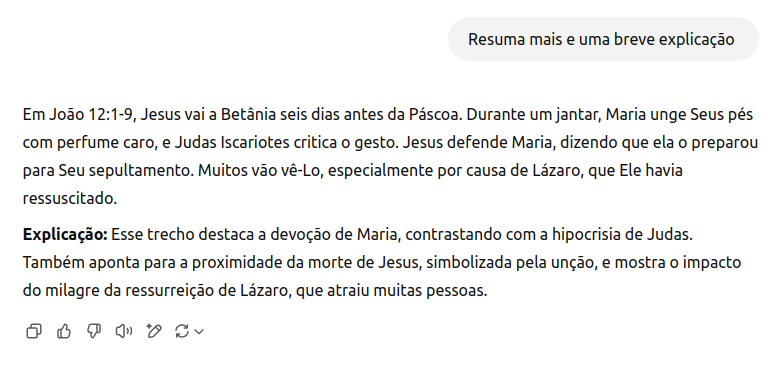 Resuma mais e uma breve explicação
Em João 12:1-9, Jesus vai a Betânia seis dias antes da Páscoa. Durante um jantar, Maria unge Seus pés
com perfume caro, e Judas Iscariotes critica o gesto. Jesus defende Maria, dizendo que ela o preparou
para Seu sepultamento. Muitos vão vê-Lo, especialmente por causa de Lázaro, que Ele havia
ressuscitado.
Explicação: Esse trecho destaca a devoção de Maria, contrastando com a hipocrisia de Judas.
Também aponta para a proximidade da morte de Jesus, simbolizada pela unção, e mostra o impacto
do milagre da ressurreição de Lázaro, que atraiu muitas pessoas.